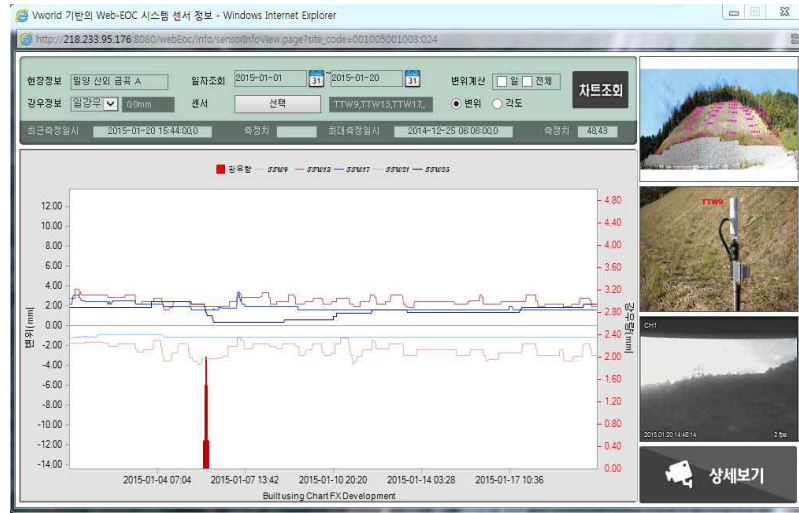 Vworld 기반의 Web-EOC 시스템 센서 정보 - Windows Internet Explorer
http://218.233.95.176:8080/webEoc/info/sensorInfoView.page?site_code=001005001003:024
현장정보 밀양 산외 금곡 A 일자조회 2015-01-01 31 ~ 2015-01-20 31 변위계산 일 전체 차트조회
강우정보 일강우 0.0mm 센서 선택 TTW9,TTW13,TTW17,, 변위 각도
최근측정일시 2015-01-20 15:44:00,0 측정치 최대측정일시 2014-12-25 06:08:00,0 측정치 48,43
강우량 SSW9 SSW13 SSW17 SSW21 SSW25
변위(mm)
12.00
10.00
8.00
6.00
4.00
2.00
0.00
-2.00
-4.00
-6.00
-8.00
-10.00
-12.00
-14.00
4.80
4.40
4.00
3.60
3.20
2.80
2.40
2.00
1.60
1.20
0.80
0.40
0.00
강우량(mm)
2015-01-04 07:04 2015-01-07 13:42 2015-01-10 20:20 2015-01-14 03:28 2015-01-17 10:36
Built using Chart FX Development
TTW9
CH1
2015.01.20 14:48:14 2 fps
상세보기